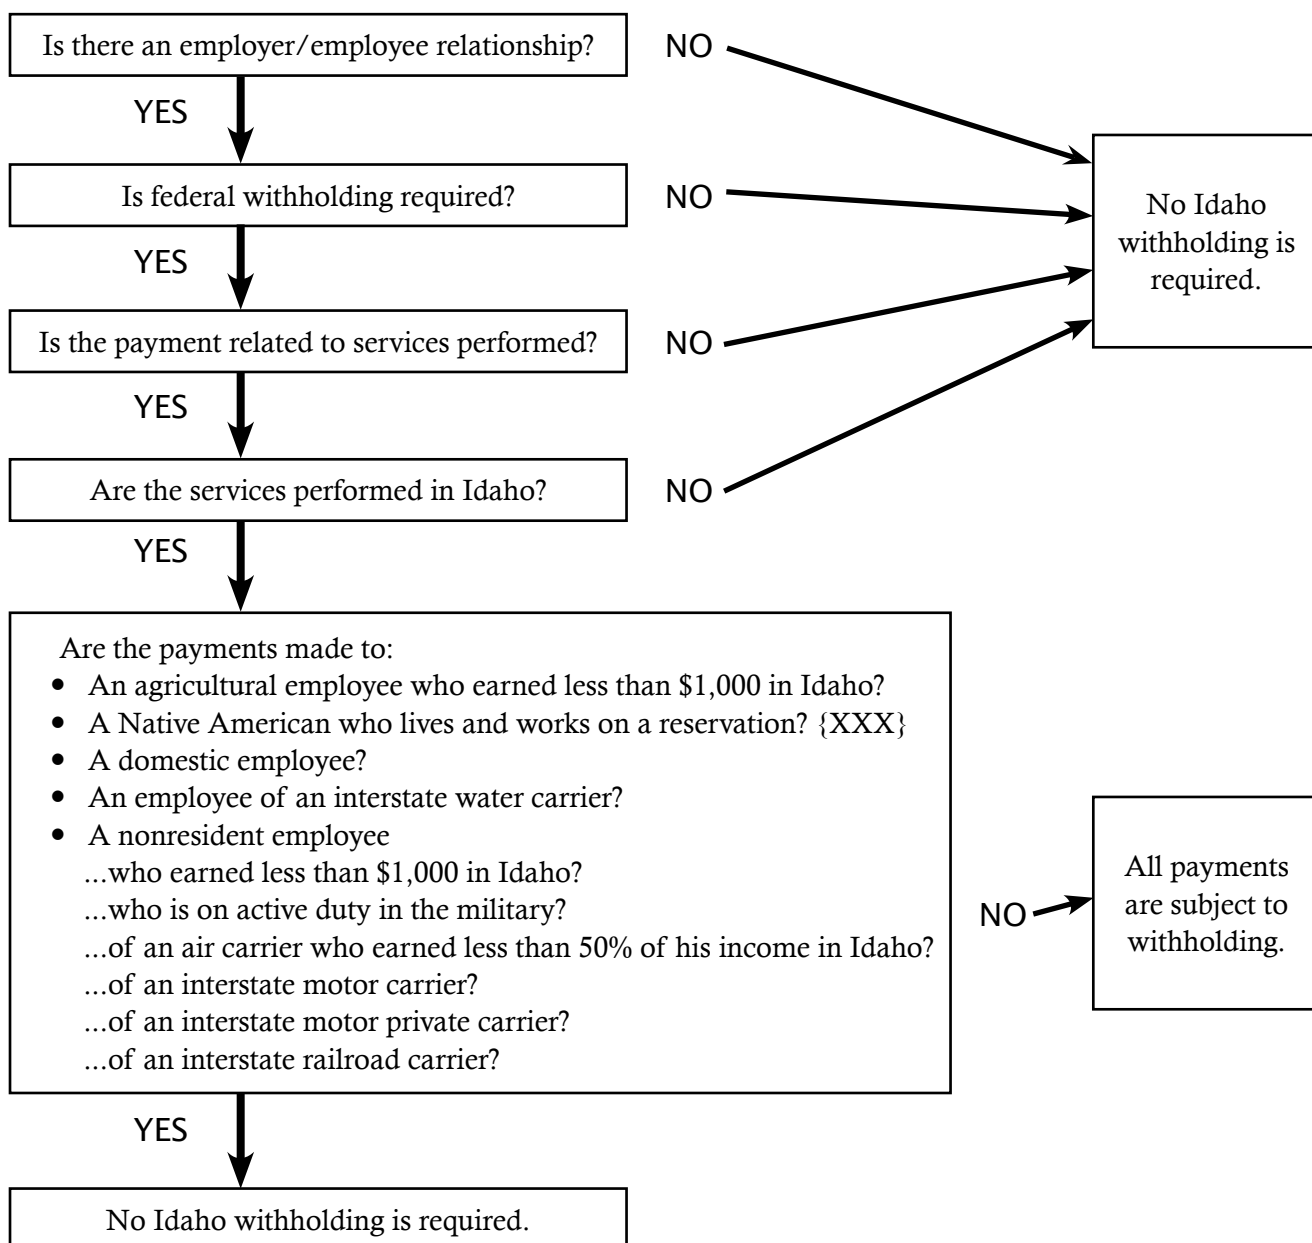 Is there an employer/employee relationship?
NO
YES
Is federal withholding required?
NO
No Idaho
withholding is
required.
YES
Is the payment related to services performed?
NO
YES
Are the services performed in Idaho?
NO
YES
Are the payments made to:
• An agricultural employee who earned less than $1,000 in Idaho?
• A Native American who lives and works on a reservation? {XXX}
• A domestic employee?
• An employee of an interstate water carrier?
• A nonresident employee
...who earned less than $1,000 in Idaho?
...who is on active duty in the military?
...of an air carrier who earned less than 50% of his income in Idaho?
...of an interstate motor carrier?
...of an interstate motor private carrier?
...of an interstate railroad carrier?
NO
All payments
are subject to
withholding.
YES
No Idaho withholding is required.